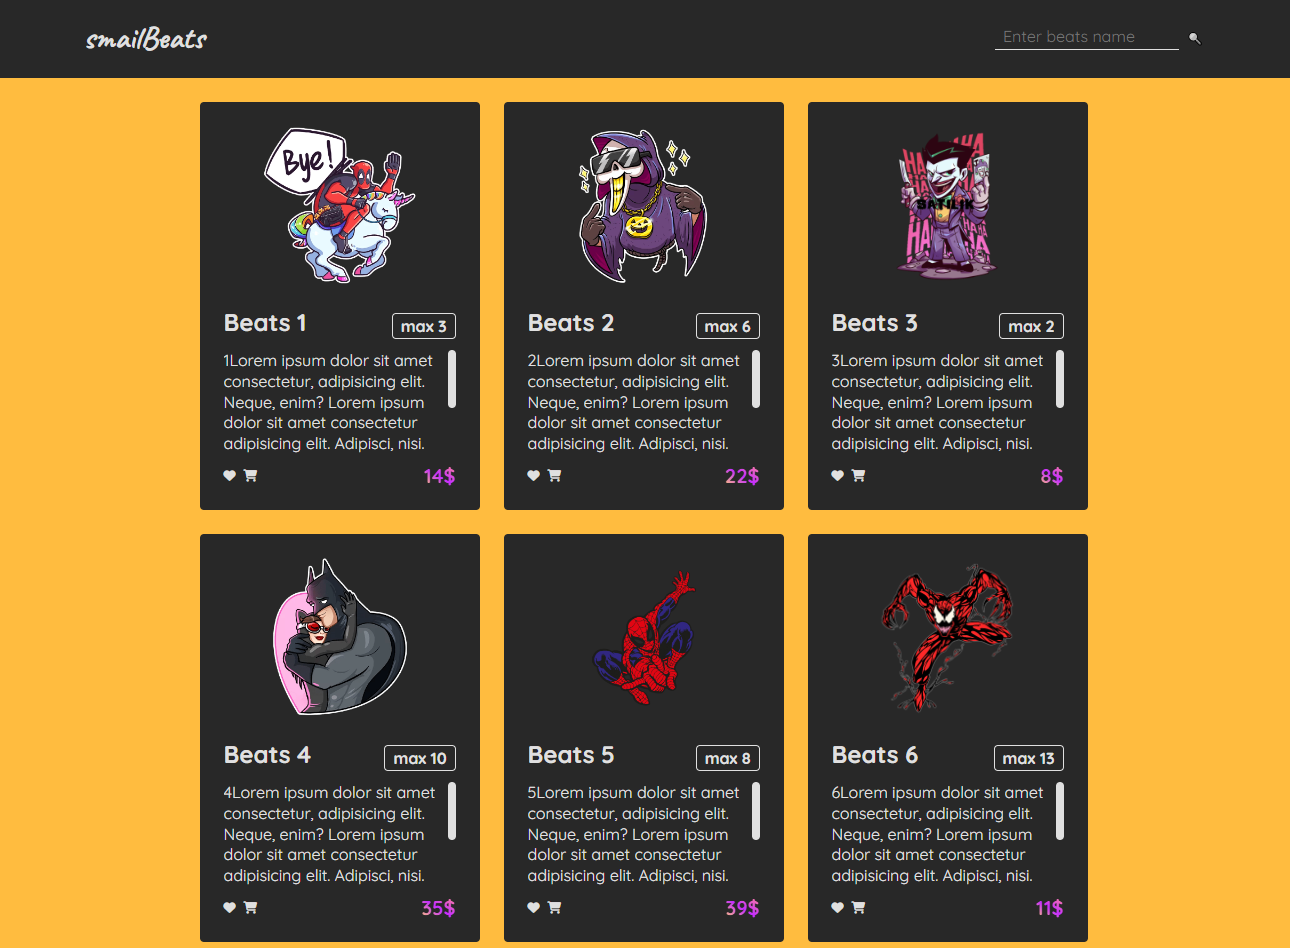 smailBeats
Enter beats name
Bye!
HA HA
HA
HA HA
SATILIK
HA HA
HA HA
Beats 1
max 3
1Lorem ipsum dolor sit amet
consectetur, adipisicing elit.
Neque, enim? Lorem ipsum
dolor sit amet consectetur
adipisicing elit. Adipisci, nisi.
14$
Beats 2
max 6
2Lorem ipsum dolor sit amet
consectetur, adipisicing elit.
Neque, enim? Lorem ipsum
dolor sit amet consectetur
adipisicing elit. Adipisci, nisi.
22$
Beats 3
max 2
3Lorem ipsum dolor sit amet
consectetur, adipisicing elit.
Neque, enim? Lorem ipsum
dolor sit amet consectetur
adipisicing elit. Adipisci, nisi.
8$
Beats 4
max 10
4Lorem ipsum dolor sit amet
consectetur, adipisicing elit.
Neque, enim? Lorem ipsum
dolor sit amet consectetur
adipisicing elit. Adipisci, nisi.
35$
Beats 5
max 8
5Lorem ipsum dolor sit amet
consectetur, adipisicing elit.
Neque, enim? Lorem ipsum
dolor sit amet consectetur
adipisicing elit. Adipisci, nisi.
39$
Beats 6
max 13
6Lorem ipsum dolor sit amet
consectetur, adipisicing elit.
Neque, enim? Lorem ipsum
dolor sit amet consectetur
adipisicing elit. Adipisci, nisi.
11$